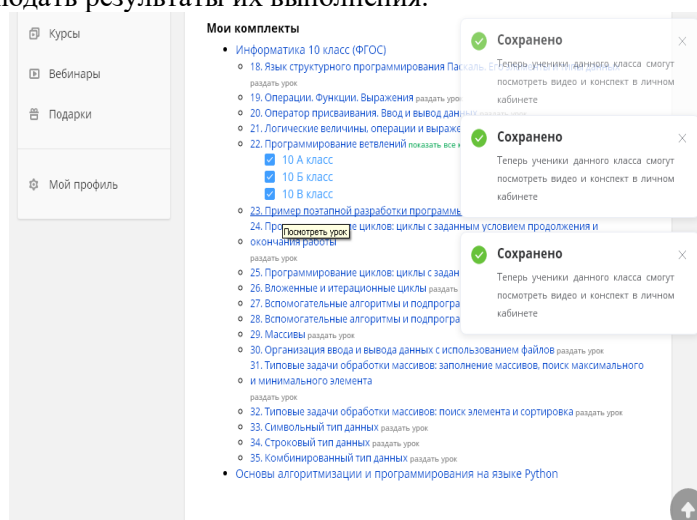 подать результаты их выполнения.
Курсы
Вебинары
Подарки
Мой профиль
Мои комплекты
Информатика 10 класс (ФГОС)
18. Язык структурного программирования Паскаль.
раздать урок
19. Операции. Функции. Выражения раздать урок
20. Оператор присваивания. Ввод и вывод данных раздать урок
21. Логические величины, операции и выраже
22. Программирование ветвлений показать все к
10 А класс
10 Б класс
10 В класс
23. Пример поэтапной разработки программы
Посмотреть урок
24. Про е циклов: циклы с заданным условием продолжения и
окончания работы
раздать урок
25. Программирование циклов: циклы с задан
26. Вложенные и итерационные циклы раздать
27. Вспомогательные алгоритмы и подпрогра
28. Вспомогательные алгоритмы и подпрогра
29. Массивы раздать урок
30. Организация ввода и вывода данных с использованием файлов раздать урок
31. Типовые задачи обработки массивов: заполнение массивов, поиск максимального
и минимального элемента
раздать урок
32. Типовые задачи обработки массивов: поиск элемента и сортировка раздать урок
33. Символьный тип данных раздать урок
34. Строковый тип данных раздать урок
35. Комбинированный тип данных раздать урок
Основы алгоритмизации и программирования на языке Python
Сохранено
Теперь ученики данного класса смогут
посмотреть видео и конспект в личном
кабинете
Сохранено
Теперь ученики данного класса смогут
посмотреть видео и конспект в личном
кабинете
Сохранено
Теперь ученики данного класса смогут
посмотреть видео и конспект в личном
кабинете